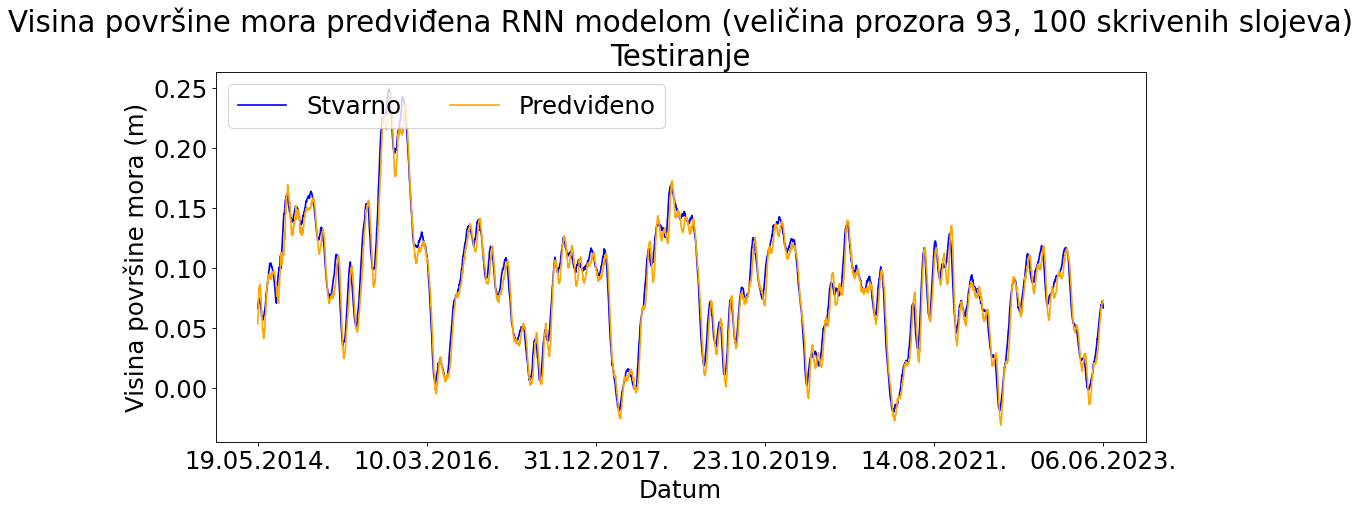 Visina površine mora predviđena RNN modelom (veličina prozora 93, 100 skrivenih slojeva)
Testiranje
Stvarno Predviđeno
Visina površine mora (m)
0.25
0.20
0.15
0.10
0.05
0.00
19.05.2014. 10.03.2016. 31.12.2017. 23.10.2019. 14.08.2021. 06.06.2023.
Datum